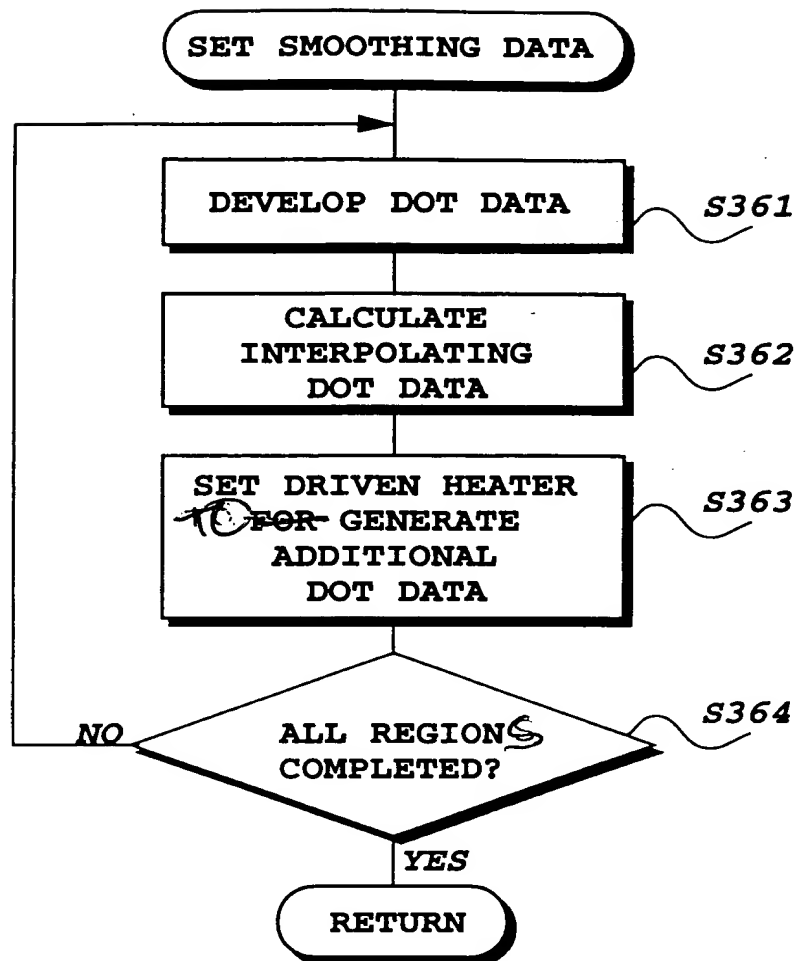 SET SMOOTHING DATA
DEVELOP DOT DATA
S361
CALCULATE
INTERPOLATING
DOT DATA
S362
SET DRIVEN HEATER
TO FOR GENERATE
ADDITIONAL
DOT DATA
S363
ALL REGIONS
COMPLETED?
S364
NO
YES
RETURN